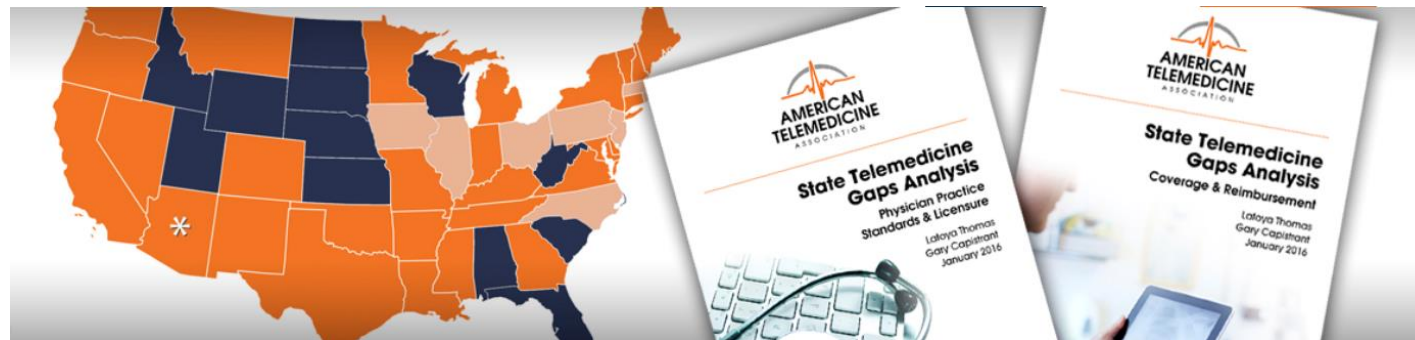 *
AMERICAN
TELEMEDICINE
ASSOCIATION
State Telemedicine
Gaps Analysis
Physician Practice
Standards & Licensure
Latoya Thomas
Gary Capistrant
January 2016
AMERICAN
TELEMEDICINE
ASSOCIATION
State Telemedicine
Gaps Analysis
Coverage & Reimbursement
Latoya Thomas
Gary Capistrant
January 2016